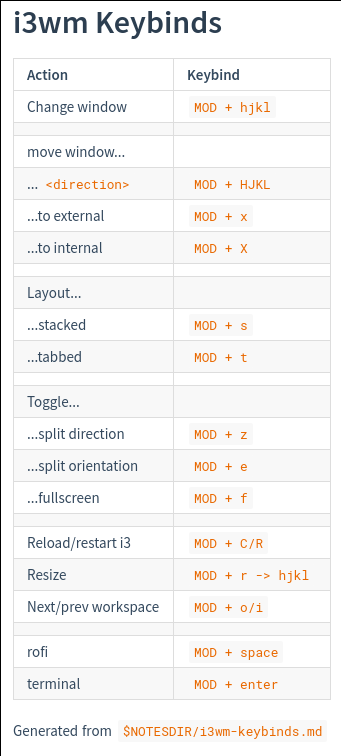 i3wm Keybinds
Action Keybind
Change window MOD + hjkl
move window...
... <direction> MOD + HJKL
...to external MOD + x
...to internal MOD + X
Layout...
...stacked MOD + s
...tabbed MOD + t
Toggle...
...split direction MOD + z
...split orientation MOD + e
...fullscreen MOD + f
Reload/restart i3 MOD + C/R
Resize MOD + r -> hjkl
Next/prev workspace MOD + o/i
rofi MOD + space
terminal MOD + enter
Generated from $NOTESDIR/i3wm-keybinds.md